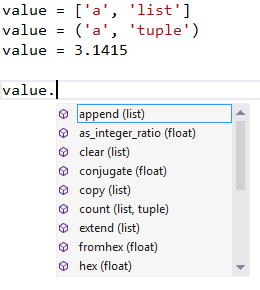 value = ['a', 'list']
value = ('a', 'tuple')
value = 3.1415
value.
append (list)
as_integer_ratio (float)
clear (list)
conjugate (float)
copy (list)
count (list, tuple)
extend (list)
fromhex (float)
hex (float)